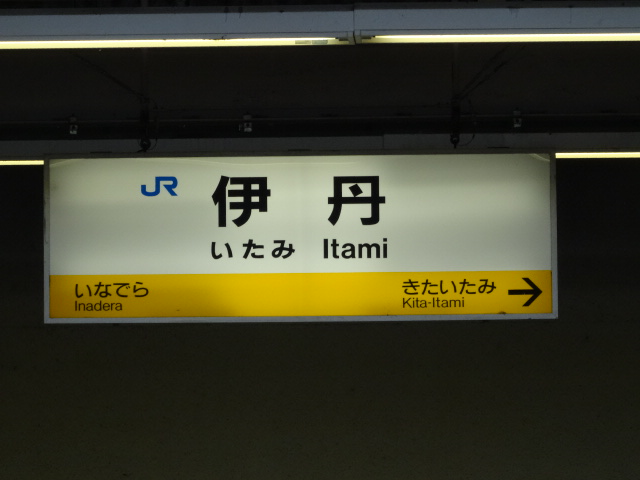 JR 伊丹
いたみ Itami
いなでら きたいたみ →
Inadera Kita-Itami